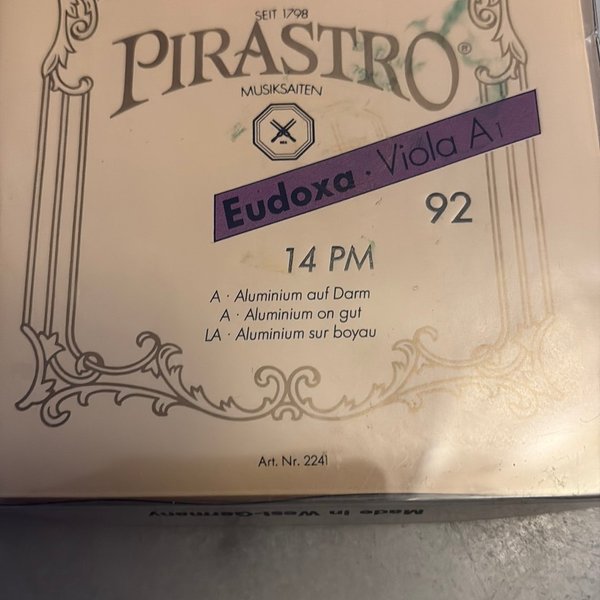 SEIT 1798
PIRASTRO®
MUSIKSAITEN
Eudoxa · Viola A1
92
14 PM
A · Aluminium auf Darm
A · Aluminium on gut
LA · Aluminium sur boyau
Art. Nr. 2241
Made in West-Germany